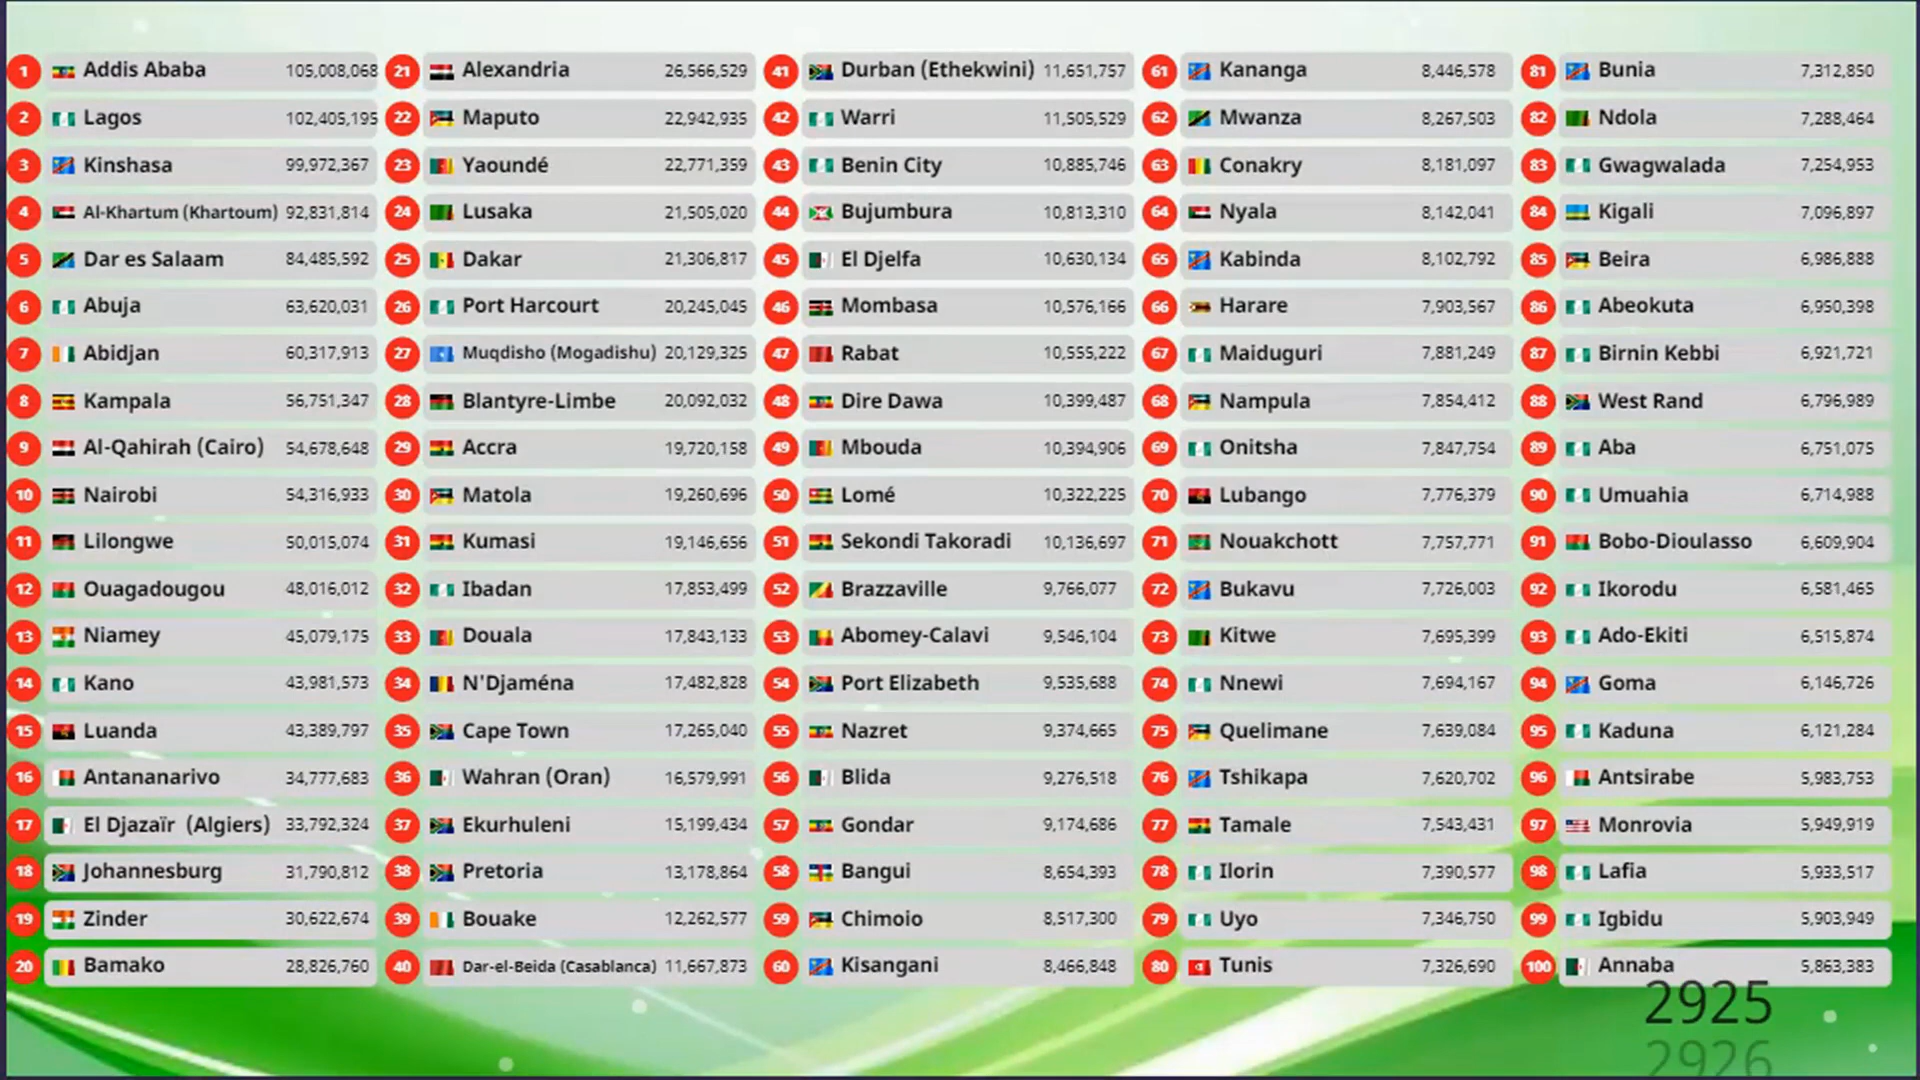 1 Addis Ababa 105,008,068
2 Lagos 102,405,195
3 Kinshasa 99,972,367
4 Al-Khartum (Khartoum) 92,831,814
5 Dar es Salaam 84,485,592
6 Abuja 63,620,031
7 Abidjan 60,317,913
8 Kampala 56,751,347
9 Al-Qahirah (Cairo) 54,678,648
10 Nairobi 54,316,933
11 Lilongwe 50,015,074
12 Ouagadougou 48,016,012
13 Niamey 45,079,175
14 Kano 43,981,573
15 Luanda 43,389,797
16 Antananarivo 34,777,683
17 El Djazaïr (Algiers) 33,792,324
18 Johannesburg 31,790,812
19 Zinder 30,622,674
20 Bamako 28,826,760
21 Alexandria 26,566,529
22 Maputo 22,942,935
23 Yaoundé 22,771,359
24 Lusaka 21,505,020
25 Dakar 21,306,817
26 Port Harcourt 20,245,045
27 Muqdisho (Mogadishu) 20,129,325
28 Blantyre-Limbe 20,092,032
29 Accra 19,720,158
30 Matola 19,260,696
31 Kumasi 19,146,656
32 Ibadan 17,853,499
33 Douala 17,843,133
34 N'Djaména 17,482,828
35 Cape Town 17,265,040
36 Wahran (Oran) 16,579,991
37 Ekurhuleni 15,199,434
38 Pretoria 13,178,864
39 Bouake 12,262,577
40 Dar-el-Beida (Casablanca) 11,667,873
41 Durban (Ethekwini) 11,651,757
42 Warri 11,505,529
43 Benin City 10,885,746
44 Bujumbura 10,813,310
45 El Djelfa 10,630,134
46 Mombasa 10,576,166
47 Rabat 10,555,222
48 Dire Dawa 10,399,487
49 Mbouda 10,394,906
50 Lomé 10,322,225
51 Sekondi Takoradi 10,136,697
52 Brazzaville 9,766,077
53 Abomey-Calavi 9,546,104
54 Port Elizabeth 9,535,688
55 Nazret 9,374,665
56 Blida 9,276,518
57 Gondar 9,174,686
58 Bangui 8,654,393
59 Chimoio 8,517,300
60 Kisangani 8,466,848
61 Kananga 8,446,578
62 Mwanza 8,267,503
63 Conakry 8,181,097
64 Nyala 8,142,041
65 Kabinda 8,102,792
66 Harare 7,903,567
67 Maiduguri 7,881,249
68 Nampula 7,854,412
69 Onitsha 7,847,754
70 Lubango 7,776,379
71 Nouakchott 7,757,771
72 Bukavu 7,726,003
73 Kitwe 7,695,399
74 Nnewi 7,694,167
75 Quelimane 7,639,084
76 Tshikapa 7,620,702
77 Tamale 7,543,431
78 Ilorin 7,390,577
79 Uyo 7,346,750
80 Tunis 7,326,690
81 Bunia 7,312,850
82 Ndola 7,288,464
83 Gwagwalada 7,254,953
84 Kigali 7,096,897
85 Beira 6,986,888
86 Abeokuta 6,950,398
87 Birnin Kebbi 6,921,721
88 West Rand 6,796,989
89 Aba 6,751,075
90 Umuahia 6,714,988
91 Bobo-Dioulasso 6,609,904
92 Ikorodu 6,581,465
93 Ado-Ekiti 6,515,874
94 Goma 6,146,726
95 Kaduna 6,121,284
96 Antsirabe 5,983,753
97 Monrovia 5,949,919
98 Lafia 5,933,517
99 Igbidu 5,903,949
100 Annaba 5,863,383
2925
2926